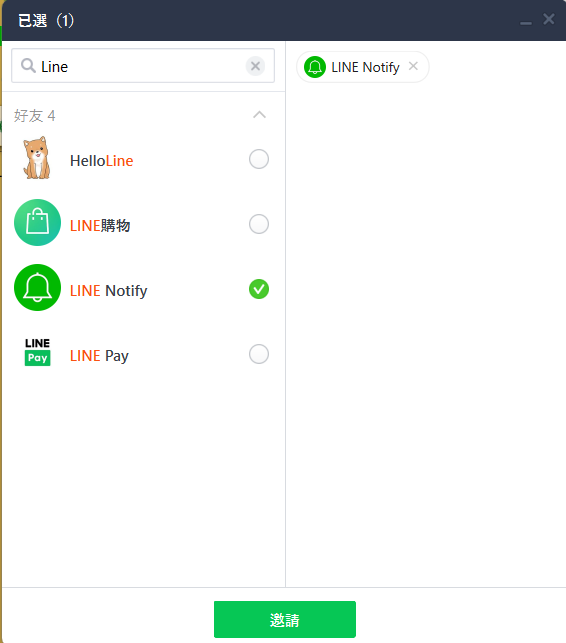 已選（1）
Line
好友 4
HelloLine
LINE購物
LINE Notify
LINE Pay
LINE Pay
LINE Notify
邀請